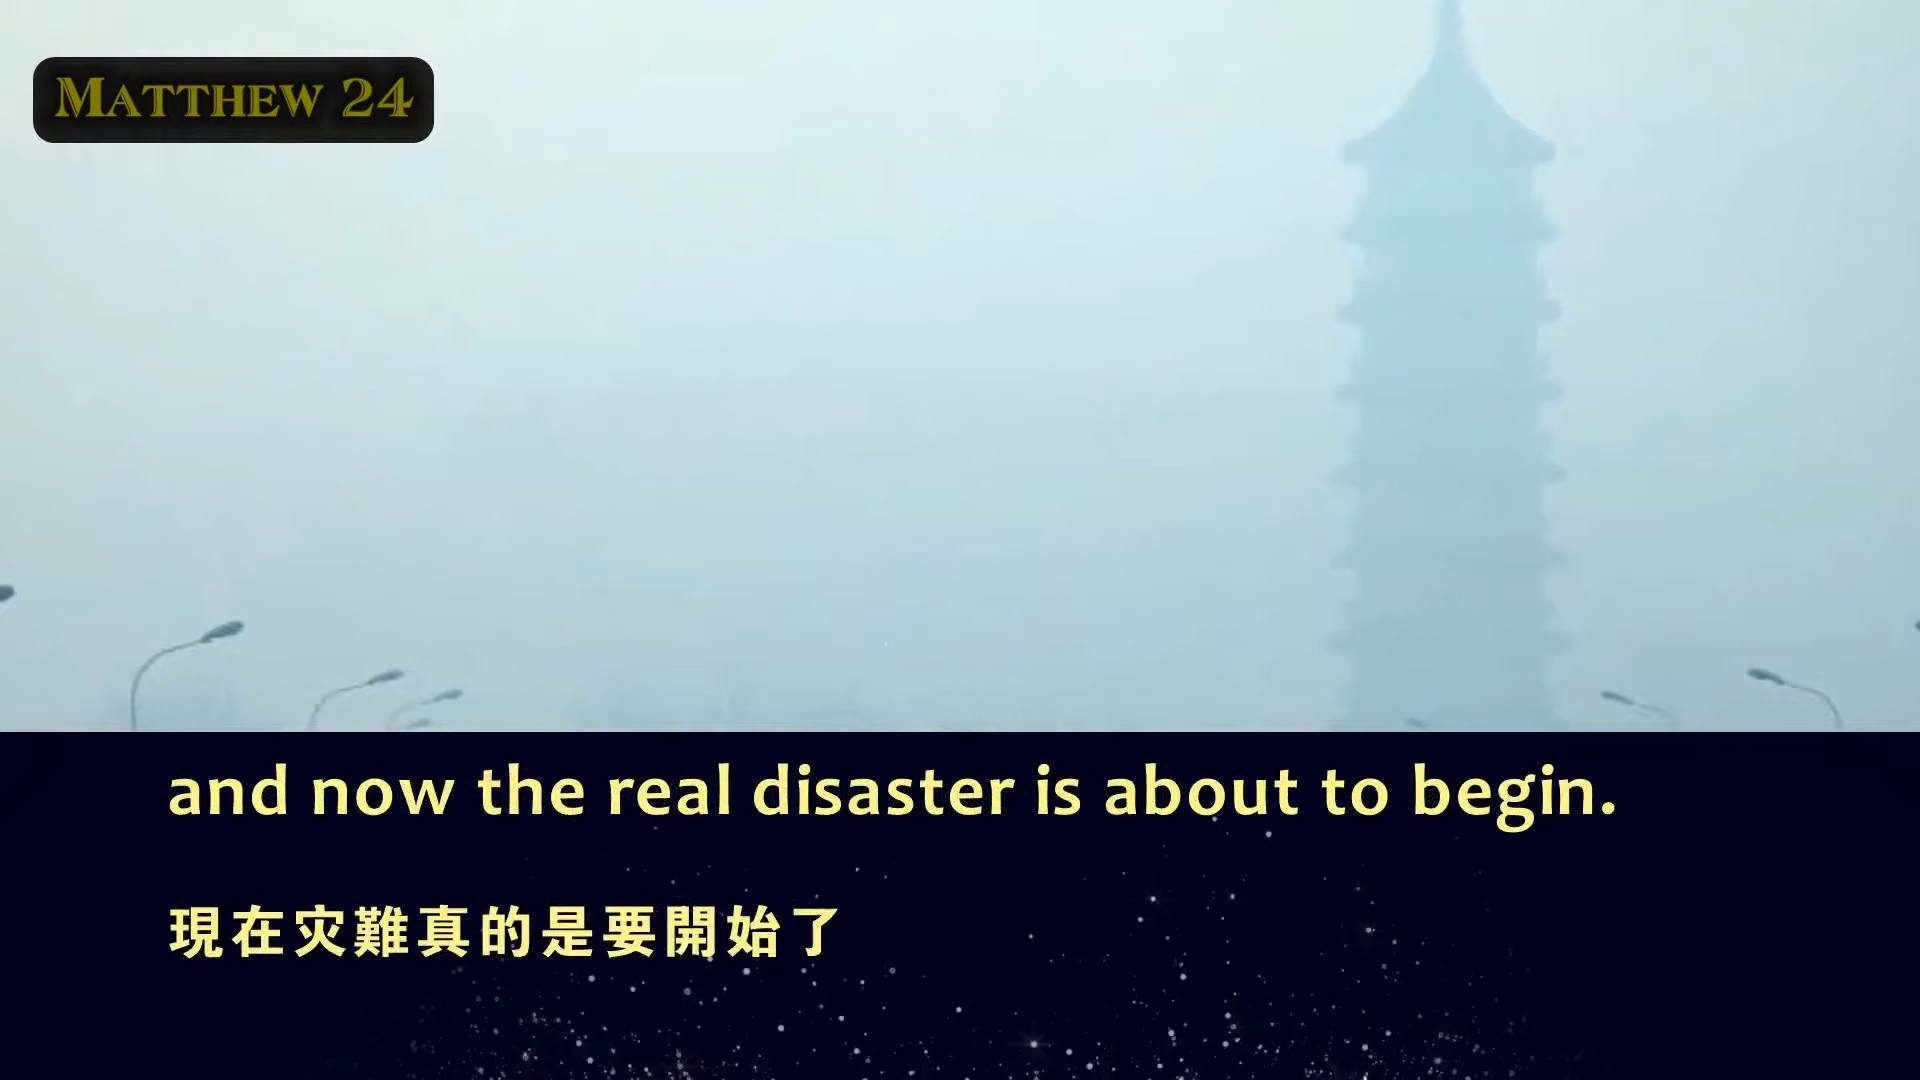 Matthew 24
and now the real disaster is about to begin.
現在灾難真的是要開始了